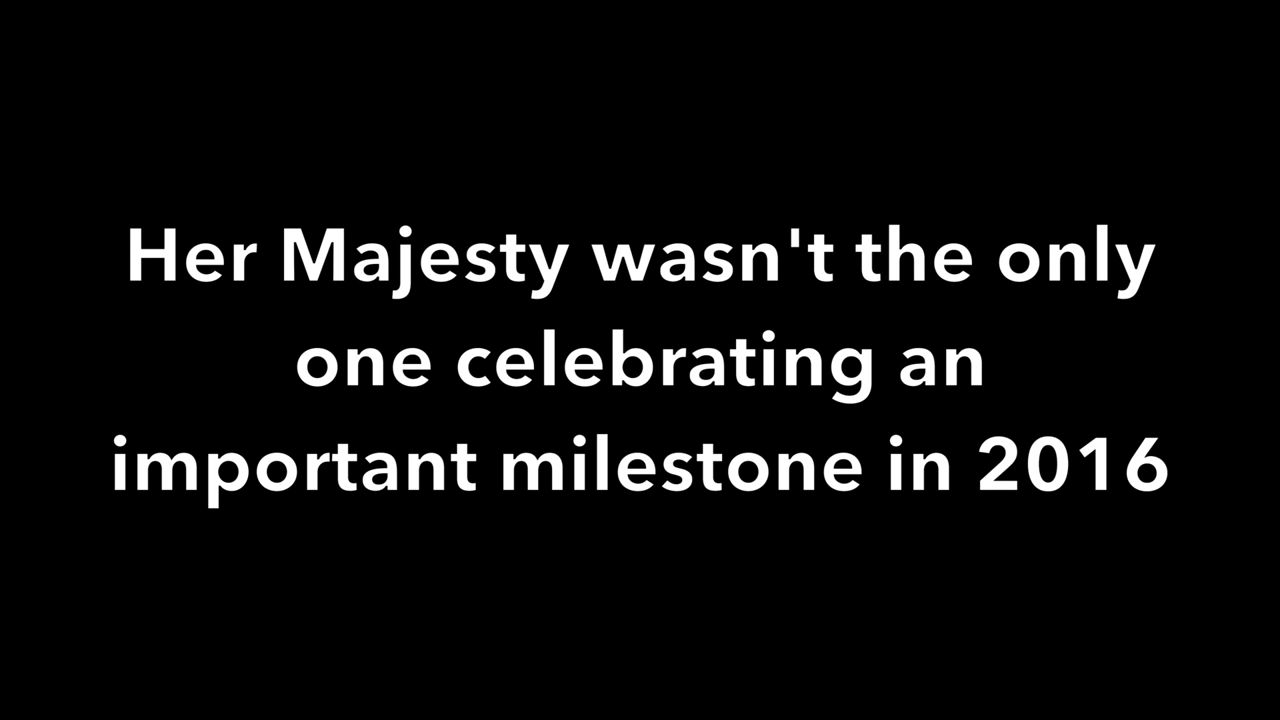 Her Majesty wasn't the only
one celebrating an
important milestone in 2016